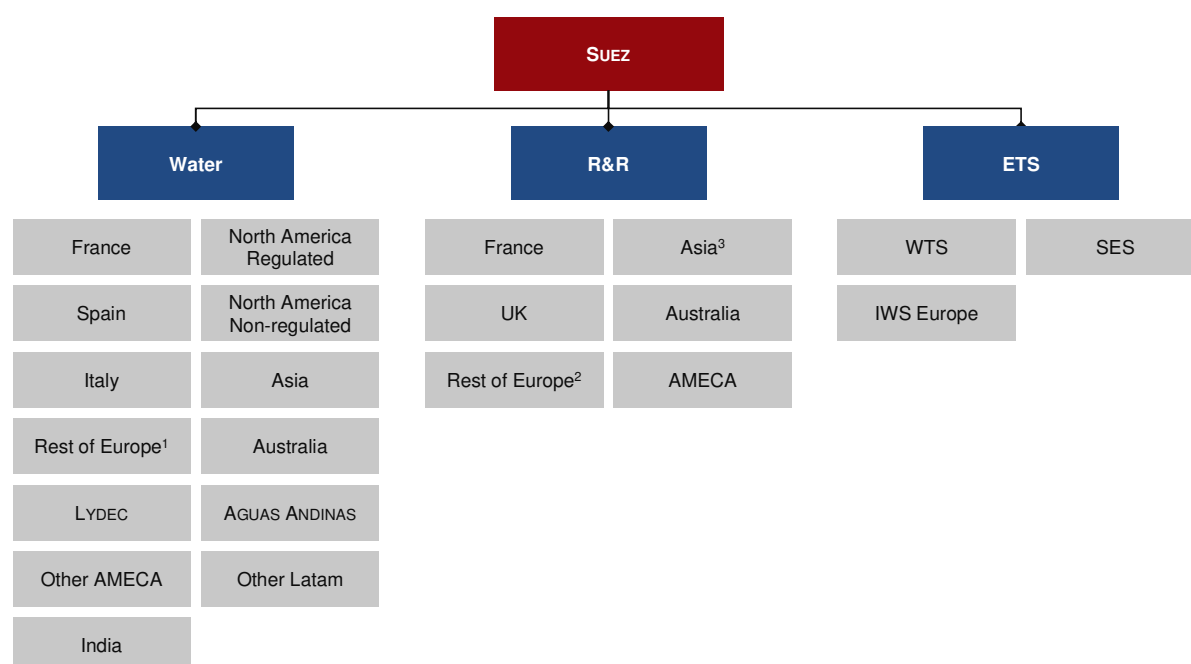 SUEZ
Water
R&R
ETS
France
North America
Regulated
Spain
North America
Non-regulated
Italy
Asia
Rest of Europe¹
Australia
LYDEC
AGUAS ANDINAS
Other AMECA
Other Latam
India
France
Asia³
UK
Australia
Rest of Europe²
AMECA
WTS
SES
IWS Europe